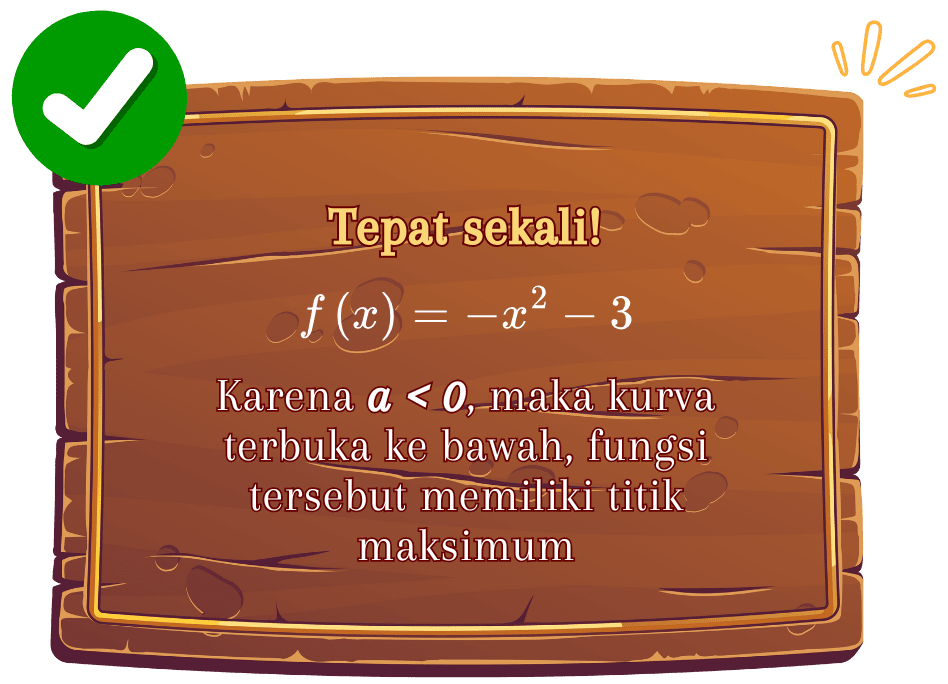 Tepat sekali!
f (x) = −x² − 3
Karena a < 0, maka kurva
terbuka ke bawah, fungsi
tersebut memiliki titik
maksimum